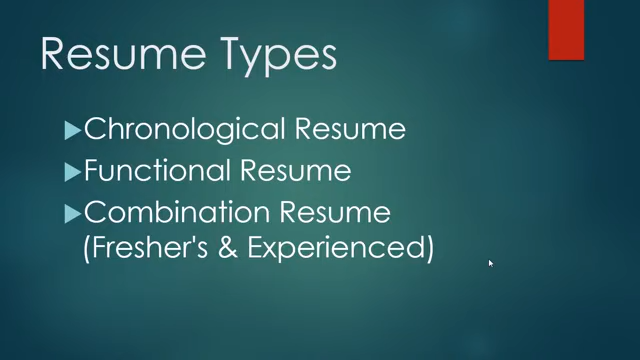 Resume Types
Chronological Resume
Functional Resume
Combination Resume
(Fresher's & Experienced)